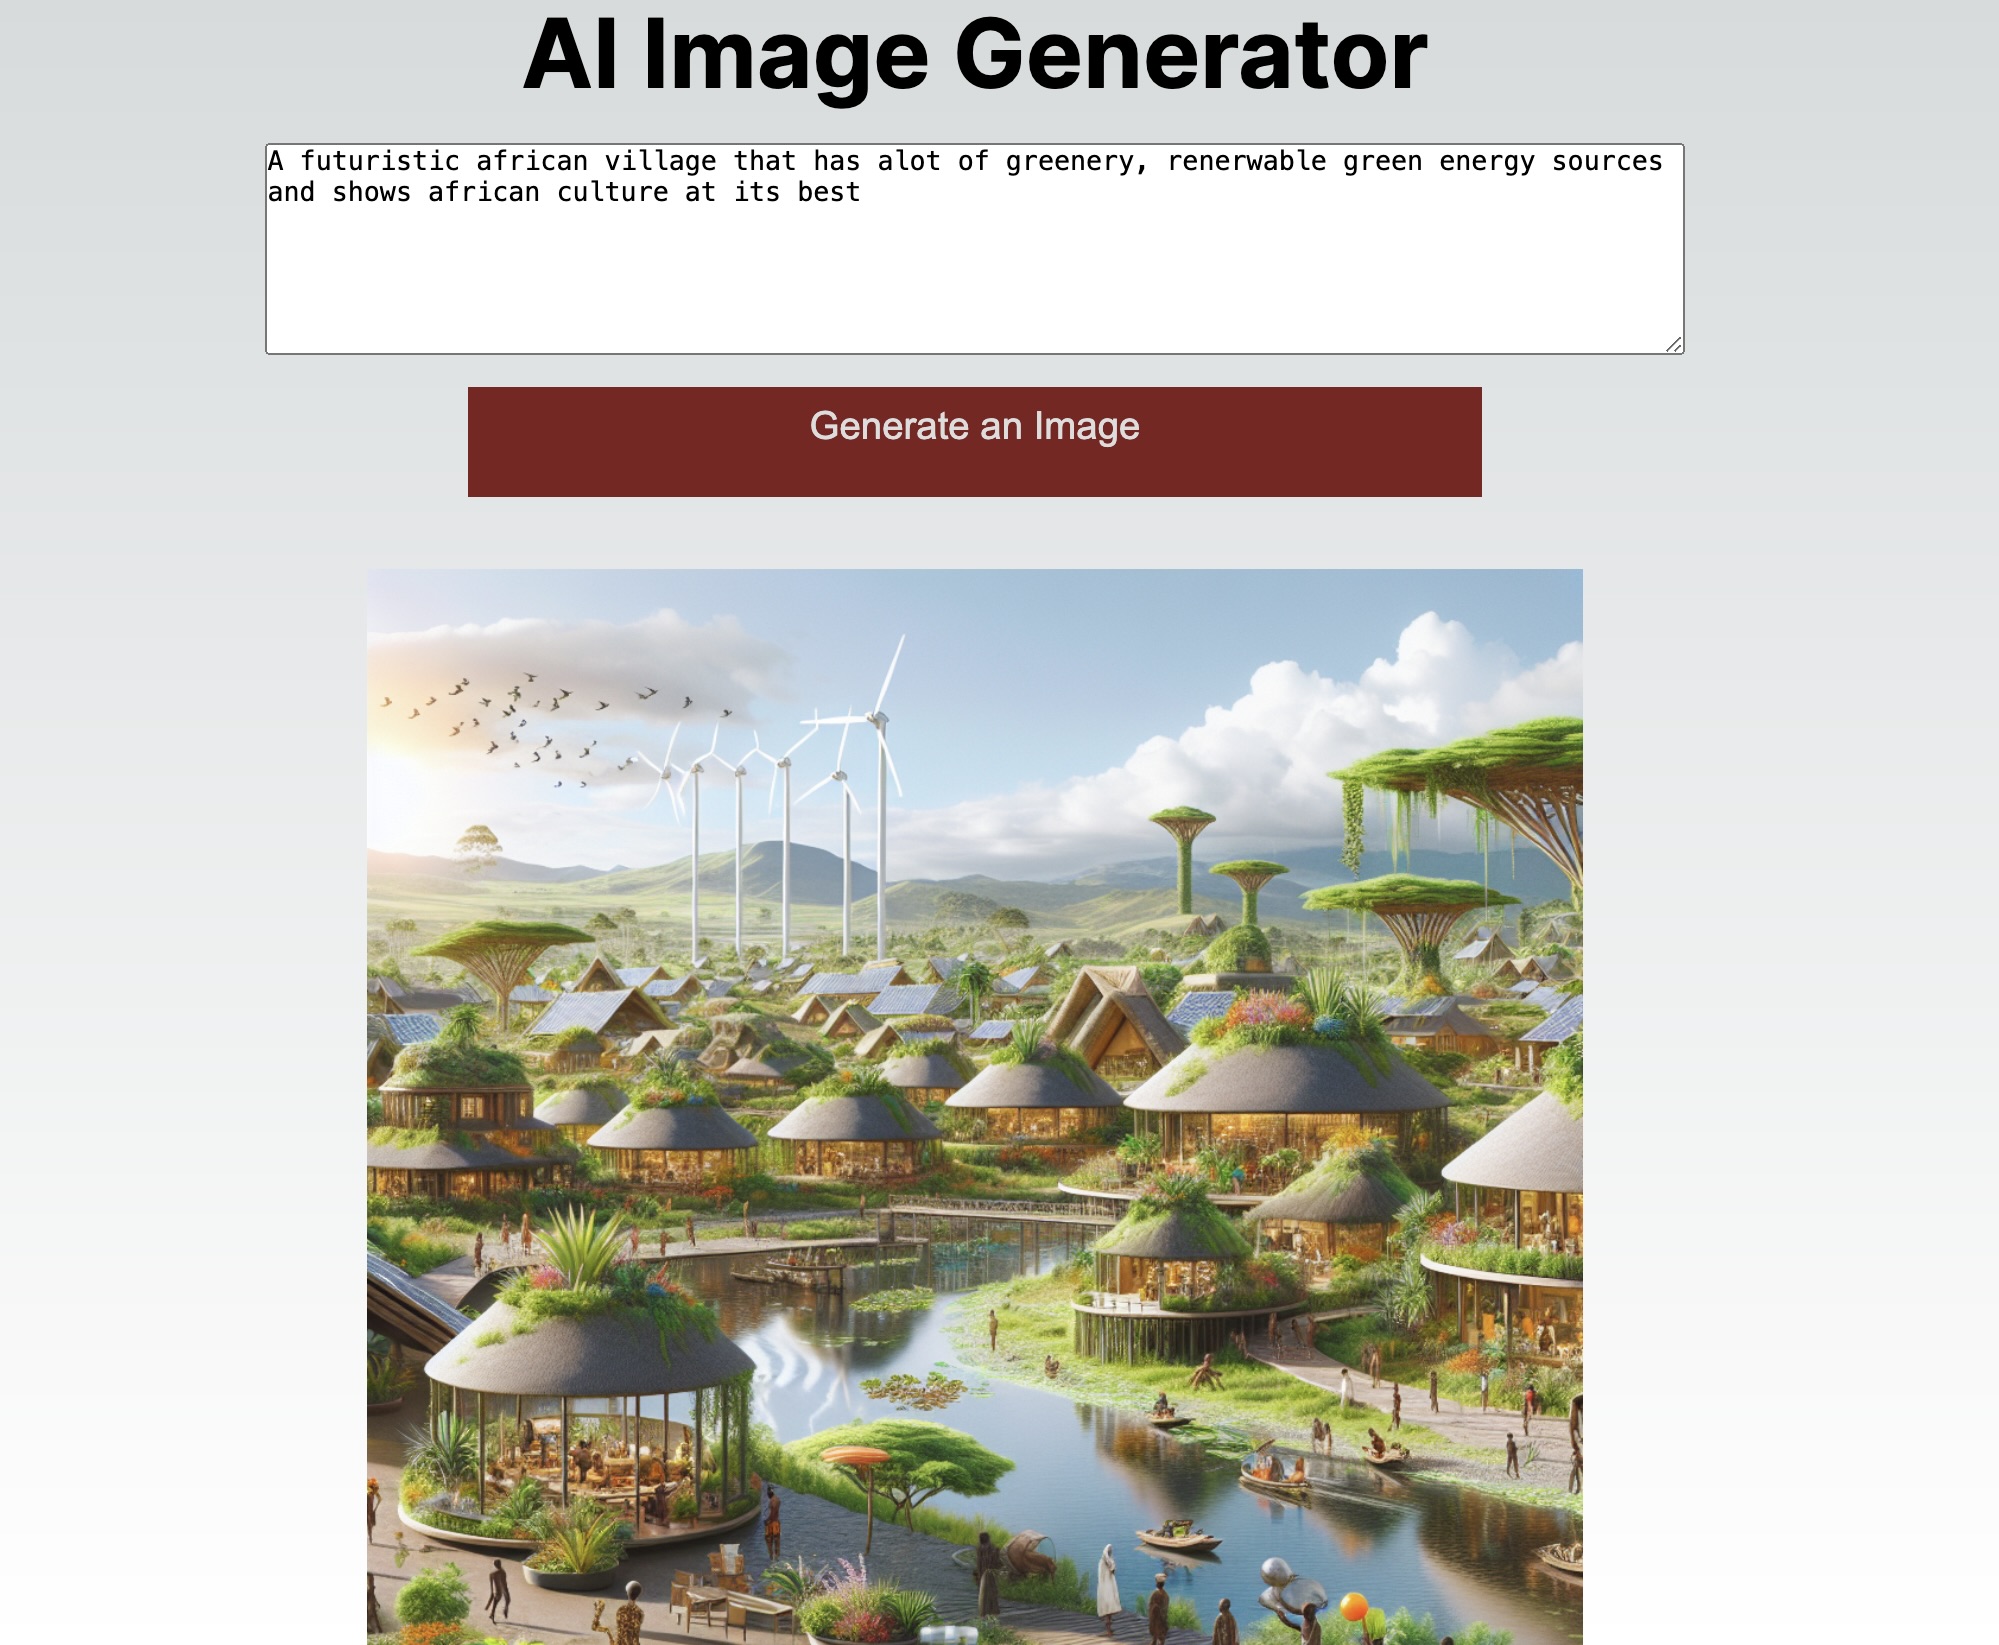 AI Image Generator
A futuristic african village that has alot of greenery, renerwable green energy sources
and shows african culture at its best
Generate an Image